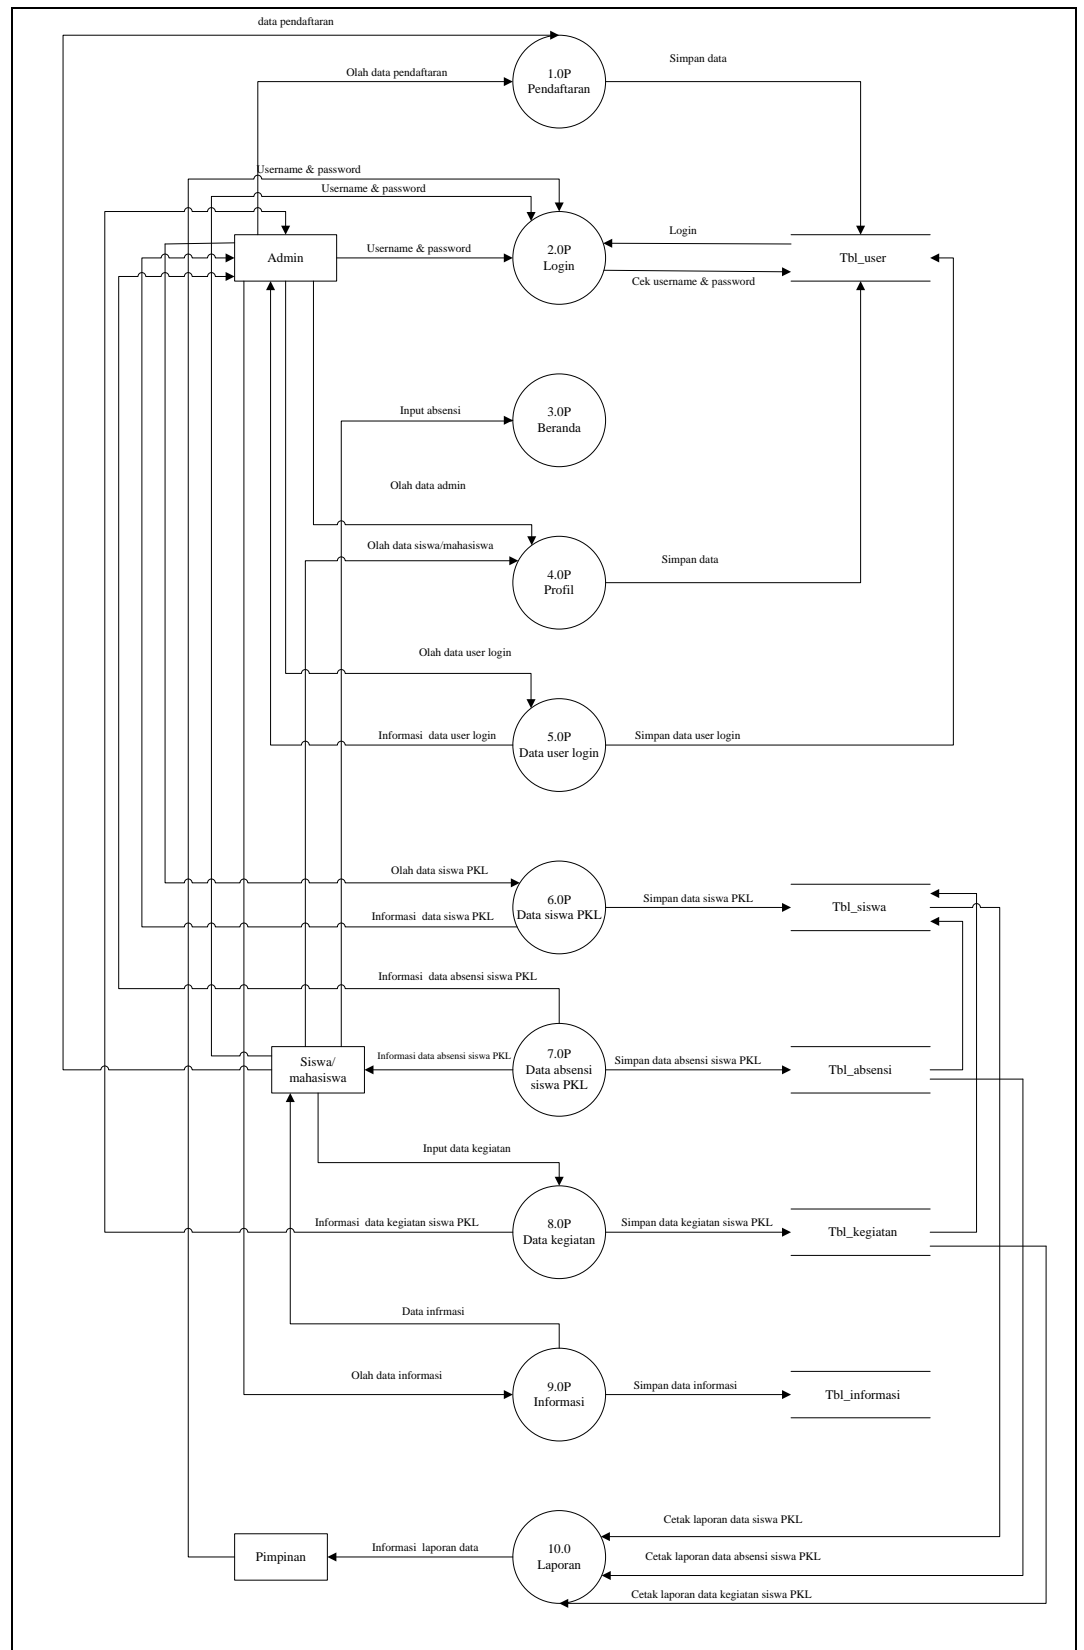 data pendaftaran
Simpan data
Olah data pendaftaran
1.0P
Pendaftaran
Username & password
Username & password
Login
Admin
Username & password
2.0P
Login
Tbl_user
Cek username & password
Input absensi
3.0P
Beranda
Olah data admin
Olah data siswa/mahasiswa
Simpan data
4.0P
Profil
Olah data user login
Informasi  data user login
5.0P
Data user login
Simpan data user login
Olah data siswa PKL
Informasi  data siswa PKL
6.0P
Data siswa PKL
Simpan data siswa PKL
Tbl_siswa
Informasi  data absensi siswa PKL
Siswa/
mahasiswa
Informasi data absensi siswa PKL
7.0P
Data absensi
siswa PKL
Simpan data absensi siswa PKL
Tbl_absensi
Input data kegiatan
Informasi  data kegiatan siswa PKL
8.0P
Data kegiatan
Simpan data kegiatan siswa PKL
Tbl_kegiatan
Data infrmasi
Olah data informasi
9.0P
Informasi
Simpan data informasi
Tbl_informasi
Cetak laporan data siswa PKL
Pimpinan
Informasi  laporan data
10.0
Laporan
Cetak laporan data absensi siswa PKL
Cetak laporan data kegiatan siswa PKL